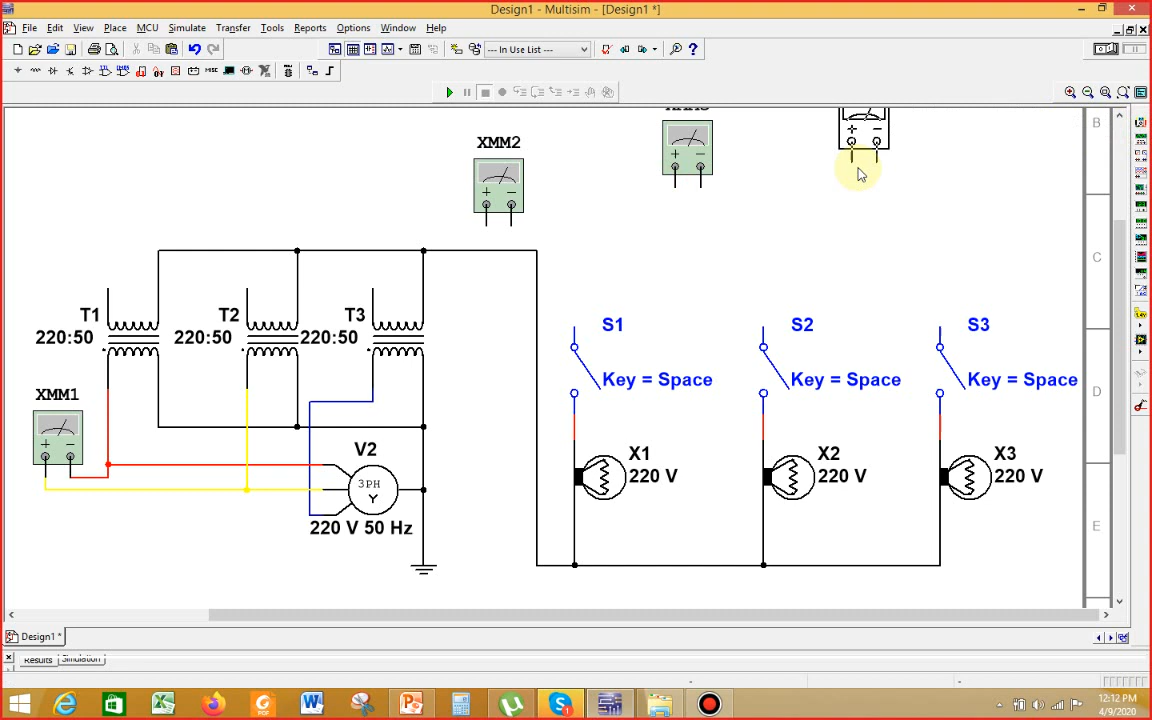 Design1 - Multisim - [Design1 *]
File Edit View Place MCU Simulate Transfer Tools Reports Options Window Help
--- In Use List ---
MISC
B
XMM2
C
T1
T2
T3
220:50
220:50
220:50
S1
S2
S3
Key = Space
Key = Space
Key = Space
D
XMM1
V2
3PH
Y
220 V 50 Hz
X1
220 V
X2
220 V
X3
220 V
E
Design1 *
Results
Simulation
12:12 PM
4/9/2020